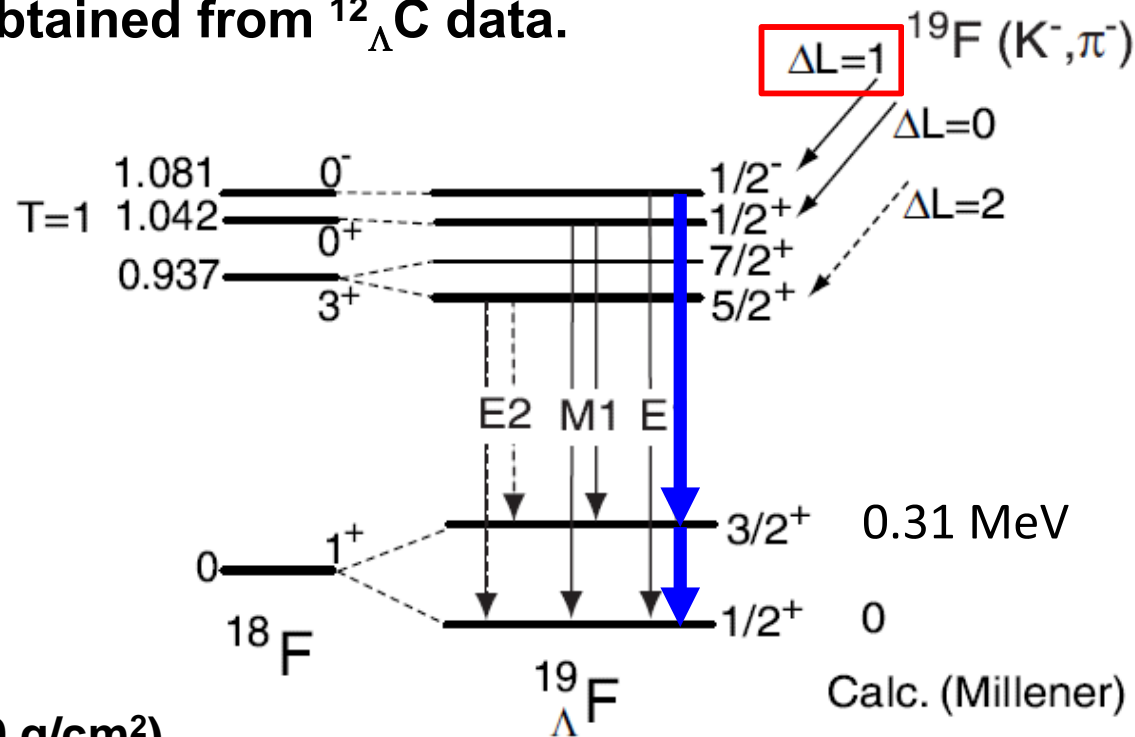 btained from ¹²ΛC data.
¹⁹F (K⁻,π⁻)
ΔL=1
ΔL=0
1.081 0⁻ 1/2⁻
T=1 1.042 0⁺ 1/2⁺ ΔL=2
7/2⁺
0.937 3⁺ 5/2⁺
E2 M1 E
3/2⁺ 0.31 MeV
0 1⁺
1/2⁺ 0
¹⁸F
¹⁹ΛF Calc. (Millener)
g/cm²)